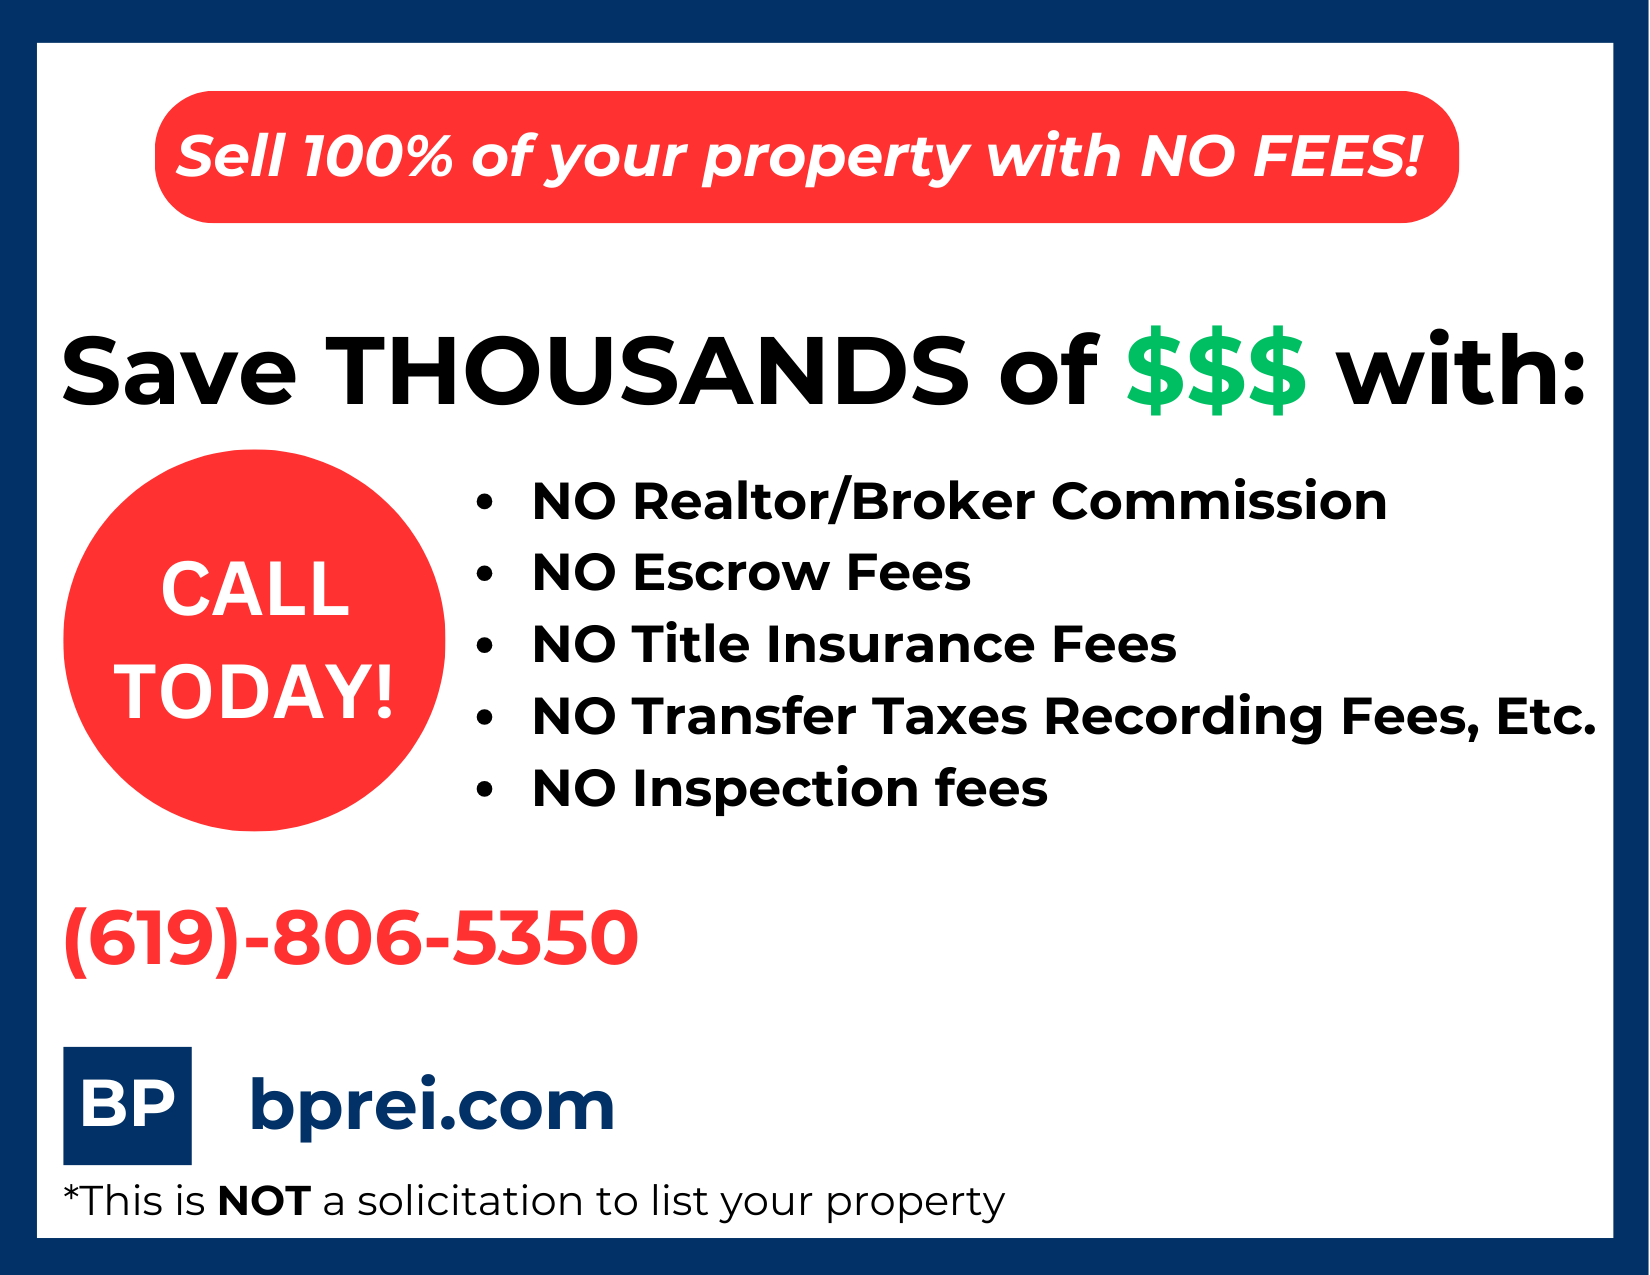 Sell 100% of your property with NO FEES!
Save THOUSANDS of $$$ with:
CALL
TODAY!
• NO Realtor/Broker Commission
• NO Escrow Fees
• NO Title Insurance Fees
• NO Transfer Taxes Recording Fees, Etc.
• NO Inspection fees
(619)-806-5350
BP bprei.com
*This is NOT a solicitation to list your property